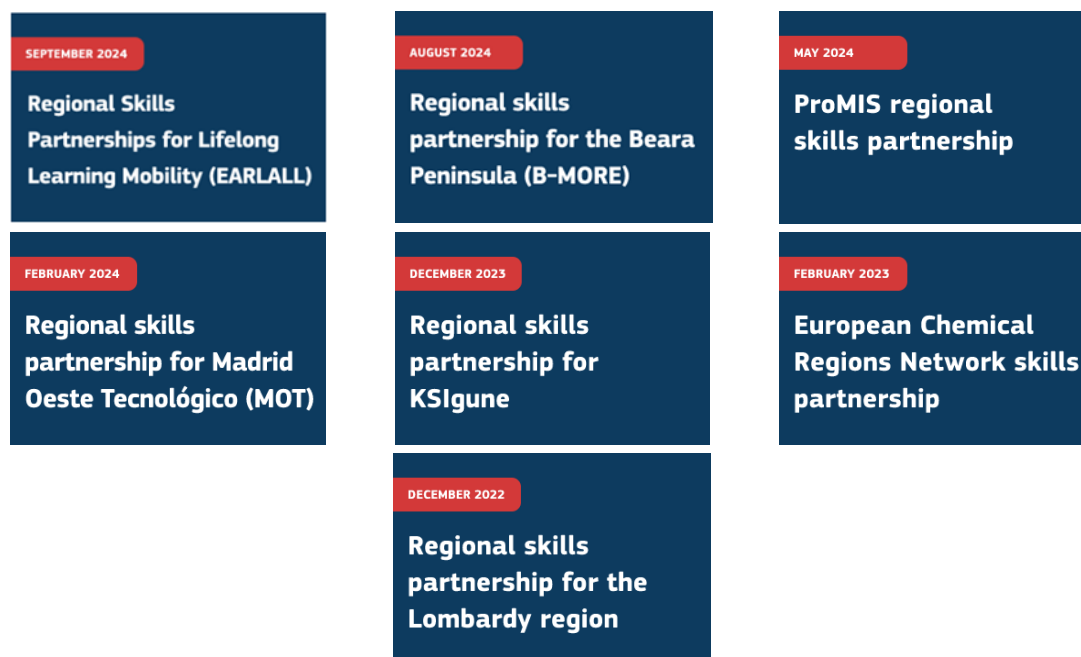 SEPTEMBER 2024
Regional Skills
Partnerships for Lifelong
Learning Mobility (EARLALL)
AUGUST 2024
Regional skills
partnership for the Beara
Peninsula (B-MORE)
MAY 2024
ProMIS regional
skills partnership
FEBRUARY 2024
Regional skills
partnership for Madrid
Oeste Tecnológico (MOT)
DECEMBER 2023
Regional skills
partnership for
KSIgune
FEBRUARY 2023
European Chemical
Regions Network skills
partnership
DECEMBER 2022
Regional skills
partnership for the
Lombardy region